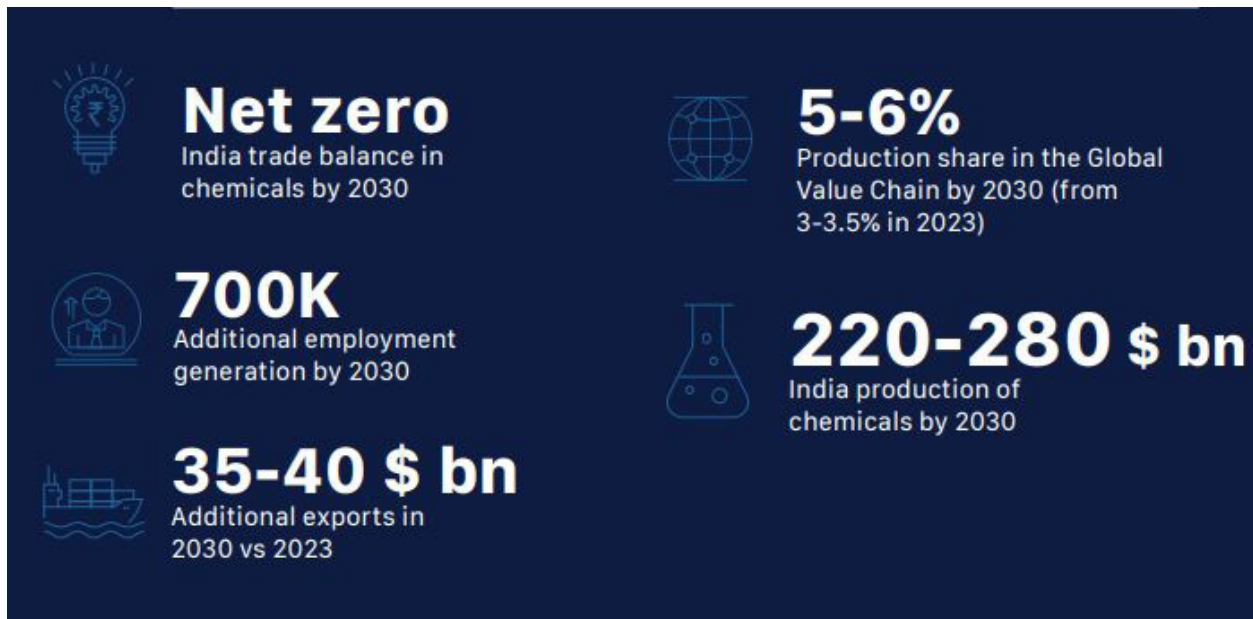 Net zero
India trade balance in
chemicals by 2030
700K
Additional employment
generation by 2030
35-40 $ bn
Additional exports in
2030 vs 2023
5-6%
Production share in the Global
Value Chain by 2030 (from
3-3.5% in 2023)
220-280 $ bn
India production of
chemicals by 2030
₹